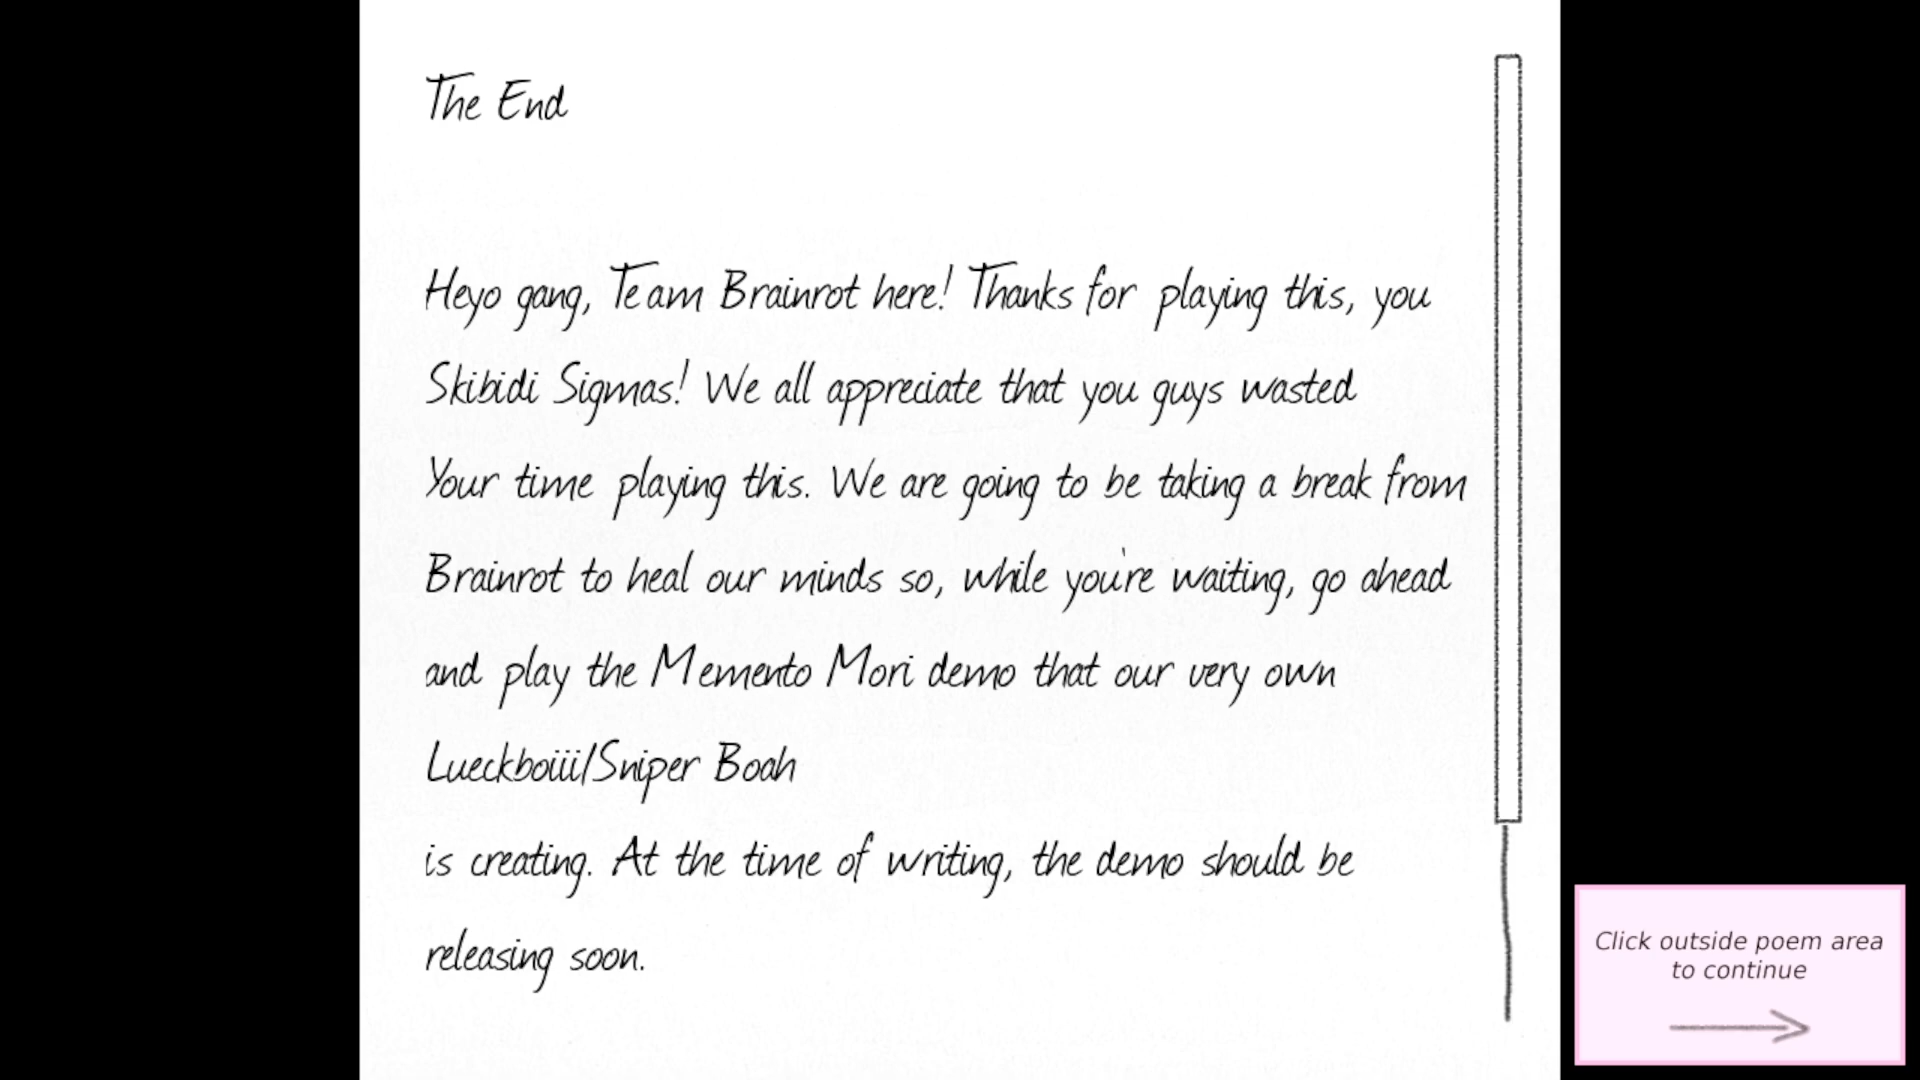 The End
Heyo gang, Team Brainrot here! Thanks for playing this, you
Skibidi Sigmas! We all appreciate that you guys wasted
Your time playing this. We are going to be taking a break from
Brainrot to heal our minds so, while you're waiting, go ahead
and play the Memento Mori demo that our very own
Lueckboiii/Sniper Boah
is creating. At the time of writing, the demo should be
releasing soon.
Click outside poem area
to continue